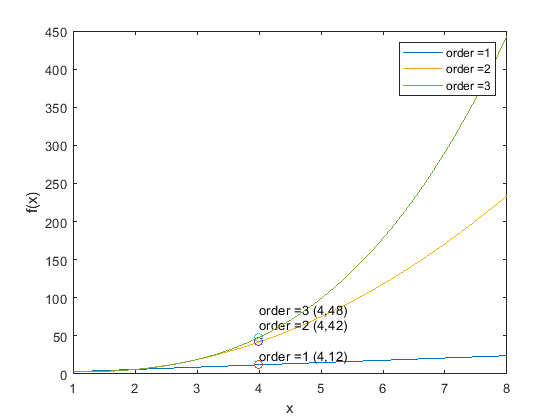 450
400
350
300
250
200
150
100
50
0
f(x)
order =1
order =2
order =3
order =3 (4,48)
order =2 (4,42)
order =1 (4,12)
1 2 3 4 5 6 7 8
x